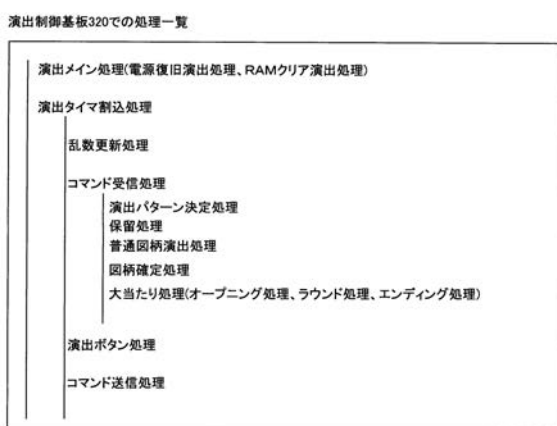 演出制御基板320での処理一覧
演出メイン処理(電源復旧演出処理、RAMクリア演出処理)
演出タイマ割込処理
乱数更新処理
コマンド受信処理
演出パターン決定処理
保留処理
普通図柄演出処理
図柄確定処理
大当たり処理(オープニング処理、ラウンド処理、エンディング処理)
演出ボタン処理
コマンド送信処理